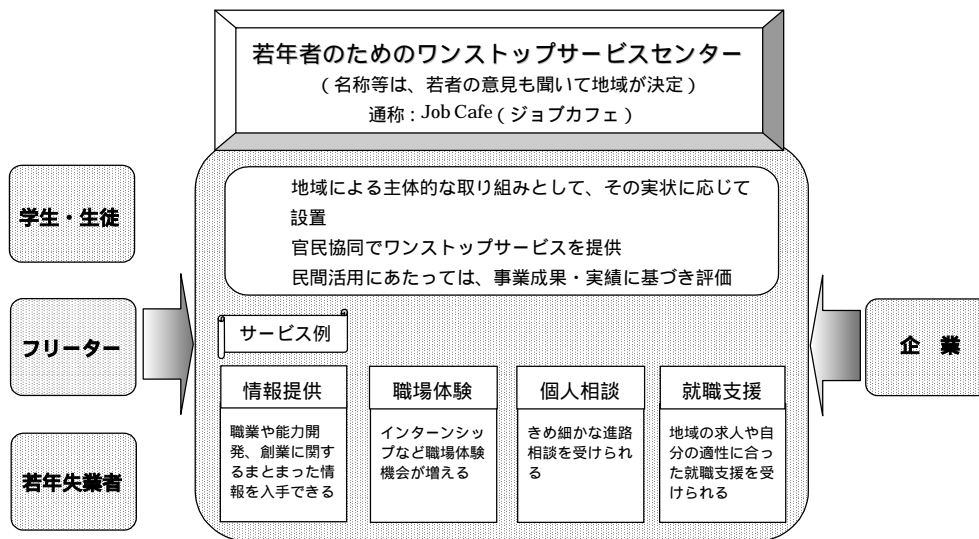 若年者のためのワンストップサービスセンター
（名称等は、若者の意見も聞いて地域が決定）
通称：Job Cafe（ジョブカフェ）
地域による主体的な取り組みとして、その実状に応じて
設置
官民協同でワンストップサービスを提供
民間活用にあたっては、事業成果・実績に基づき評価
学生・生徒
フリーター
若年失業者
企　業
サービス例
情報提供
職業や能力開
発、創業に関す
るまとまった情
報を入手できる
職場体験
インターンシッ
プなど職場体験
機会が増える
個人相談
きめ細かな進路
相談を受けられ
る
就職支援
地域の求人や自
分の適性に合っ
た就職支援を受
けられる